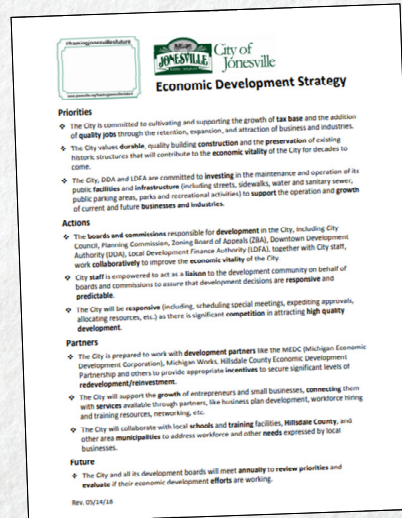 #framingjonesvillesfuture
JONESVILLE
City of
Jonesville
Economic Development Strategy
Priorities
❖ The City is committed to cultivating and supporting the growth of tax base and the addition
of quality jobs through the retention, expansion, and attraction of business and industries.
❖ The City values durable, quality building construction and the preservation of existing
historic structures that will contribute to the economic vitality of the City for decades to
come.
❖ The City, DDA and LDFA are committed to investing in the maintenance and operation of its
public facilities and infrastructure (including streets, sidewalks, water and sanitary sewer,
public parking areas, parks and recreational activities) to support the operation and growth
of current and future businesses and industries.
Actions
❖ The boards and commissions responsible for development in the City, including City
Council, Planning Commission, Zoning Board of Appeals (ZBA), Downtown Development
Authority (DDA), Local Development Finance Authority (LDFA), together with City staff,
work collaboratively to improve the economic vitality of the City.
❖ City staff is empowered to act as a liaison to the development community on behalf of
boards and commissions to assure that development decisions are responsive and
predictable.
❖ The City will be responsive (including, scheduling special meetings, expediting approvals,
allocating resources, etc.) as there is significant competition in attracting high quality
development.
Partners
❖ The City is prepared to work with development partners like the MEDC (Michigan Economic
Development Corporation), Michigan Works, Hillsdale County Economic Development
Partnership and others to provide appropriate incentives to secure significant levels of
redevelopment/reinvestment.
❖ The City will support the growth of entrepreneurs and small businesses, connecting them
with services available through partners, like business plan development, workforce hiring
and training resources, networking, etc.
❖ The City will collaborate with local schools and training facilities, Hillsdale County, and
other area municipalities to address workforce and other needs expressed by local
businesses.
Future
❖ The City and all its development boards will meet annually to review priorities and
evaluate if their economic development efforts are working.
Rev. 05/14/18